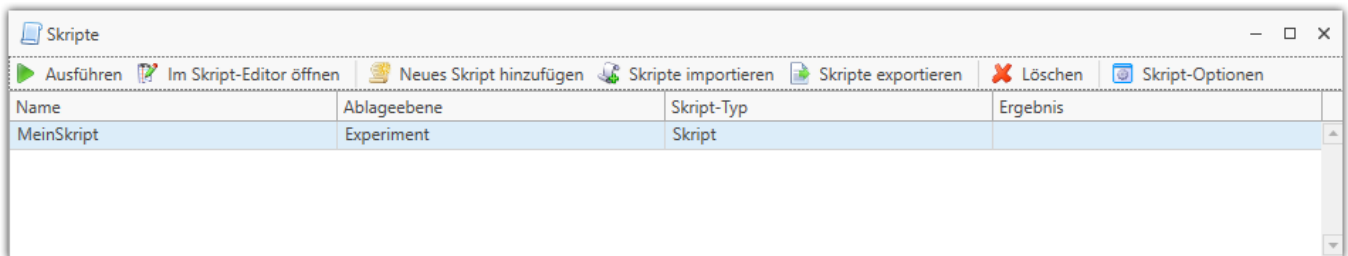 Skripte
Ausführen Im Skript-Editor öffnen Neues Skript hinzufügen Skripte importieren Skripte exportieren Löschen Skript-Optionen
Name Ablageebene Skript-Typ Ergebnis
MeinSkript Experiment Skript